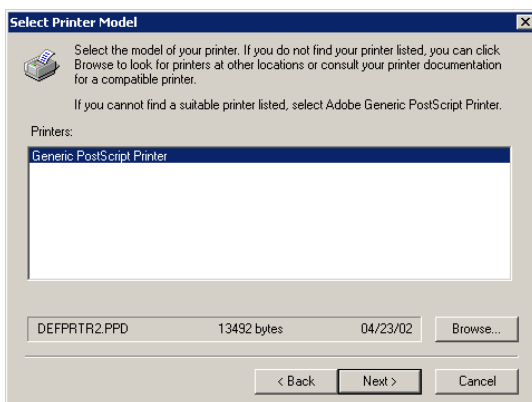 Select Printer Model
Select the model of your printer. If you do not find your printer listed, you can click
Browse to look for printers at other locations or consult your printer documentation
for a compatible printer.
If you cannot find a suitable printer listed, select Adobe Generic PostScript Printer.
Printers:
Generic PostScript Printer
DEFPRTR2.PPD 13492 bytes 04/23/02 Browse...
< Back Next > Cancel